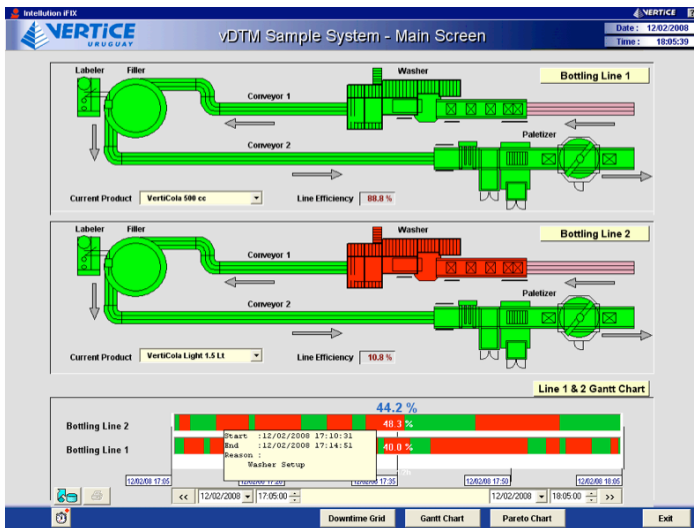 Intellution iFIX
VERTICE
VERTICE
URUGUAY
vDTM Sample System - Main Screen
Date : 12/02/2008
Time : 18:05:39
Labeler Filler Washer
Bottling Line 1
Conveyor 1
Conveyor 2
Paletizer
Current Product VertiCola 500 cc Line Efficiency 88.8 %
Labeler Filler Washer
Bottling Line 2
Conveyor 1
Conveyor 2
Paletizer
Current Product VertiCola Light 1.5 Lt Line Efficiency 10.8 %
Line 1 & 2 Gantt Chart
44.2 %
Bottling Line 2 48.3 %
Start :12/02/2008 17:10:31
End :12/02/2008 17:14:51
Reason :
Washer Setup
Bottling Line 1 40.0 %
12/02/08 17:05 12/02/08 17:20 12/02/08 17:35 12/02/08 17:50 12/02/08 18:05
<< 12/02/2008 17:05:00 12/02/2008 18:05:00 >>
Downtime Grid Gantt Chart Pareto Chart Exit